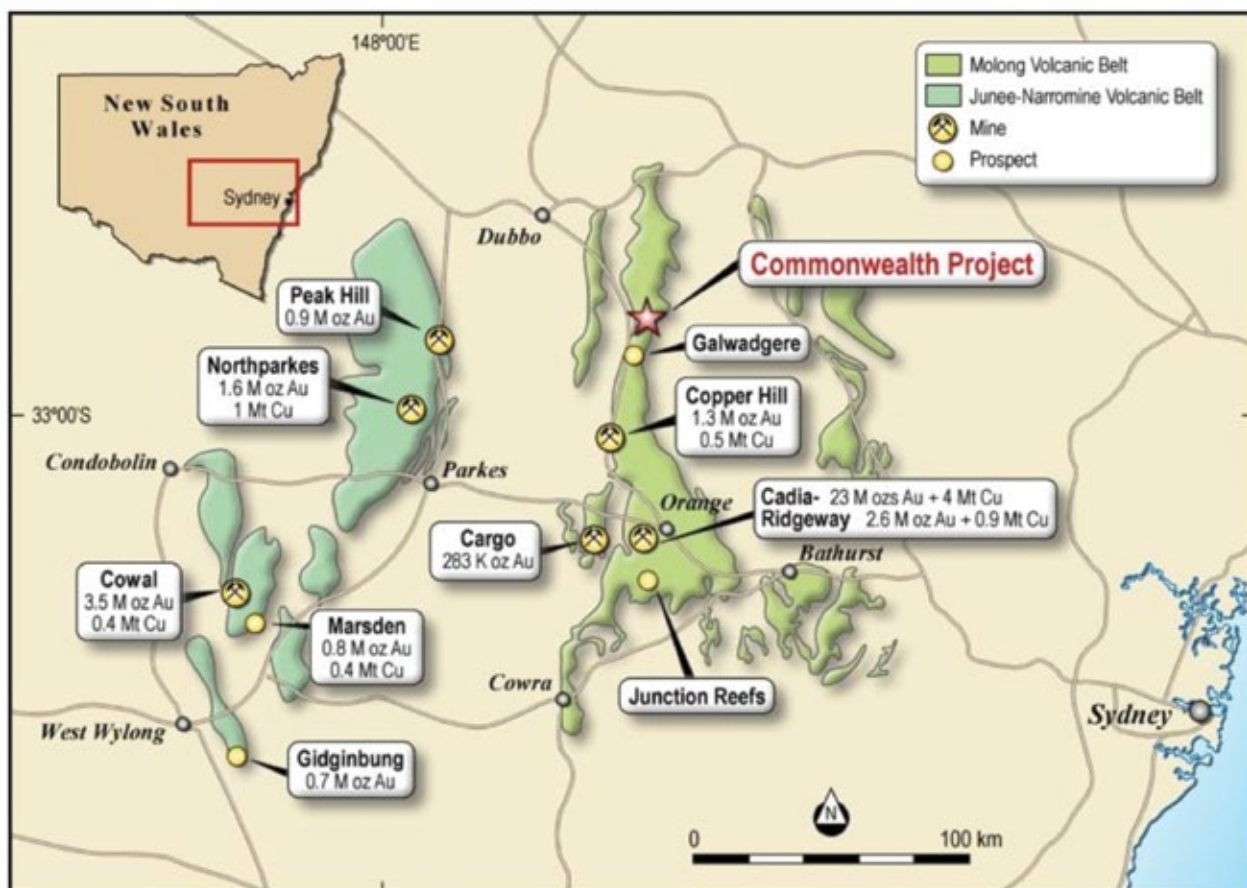 148°00'E
New South
Wales
Sydney
Molong Volcanic Belt
Junee-Narromine Volcanic Belt
Mine
Prospect
Dubbo
Commonwealth Project
Peak Hill
0.9 M oz Au
Galwadgere
Northparkes
1.6 M oz Au
1 Mt Cu
Copper Hill
1.3 M oz Au
0.5 Mt Cu
33°00'S
Condobolin
Parkes
Orange
Cadia- 23 M ozs Au + 4 Mt Cu
Ridgeway 2.6 M oz Au + 0.9 Mt Cu
Cargo
283 K oz Au
Bathurst
Cowal
3.5 M oz Au
0.4 Mt Cu
Marsden
0.8 M oz Au
0.4 Mt Cu
Cowra
Junction Reefs
Sydney
West Wylong
Gidginbung
0.7 M oz Au
N
0 100 km